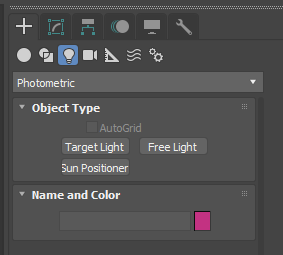 Photometric
Object Type
AutoGrid
Target Light Free Light
Sun Positioner
Name and Color